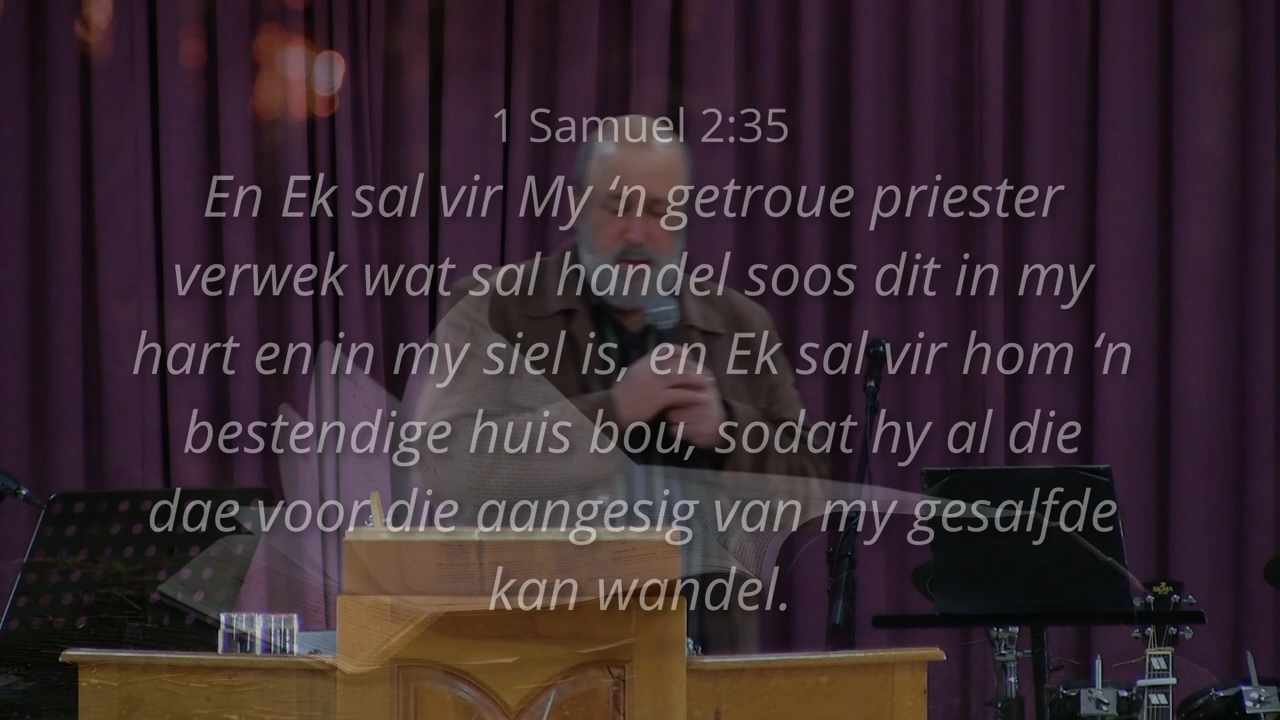 1 Samuel 2:35
En Ek sal vir My ‘n getroue priester
verwek wat sal handel soos dit in my
hart en in my siel is, en Ek sal vir hom ‘n
bestendige huis bou, sodat hy al die
dae voor die aangesig van my gesalfde
kan wandel.
SIGMA